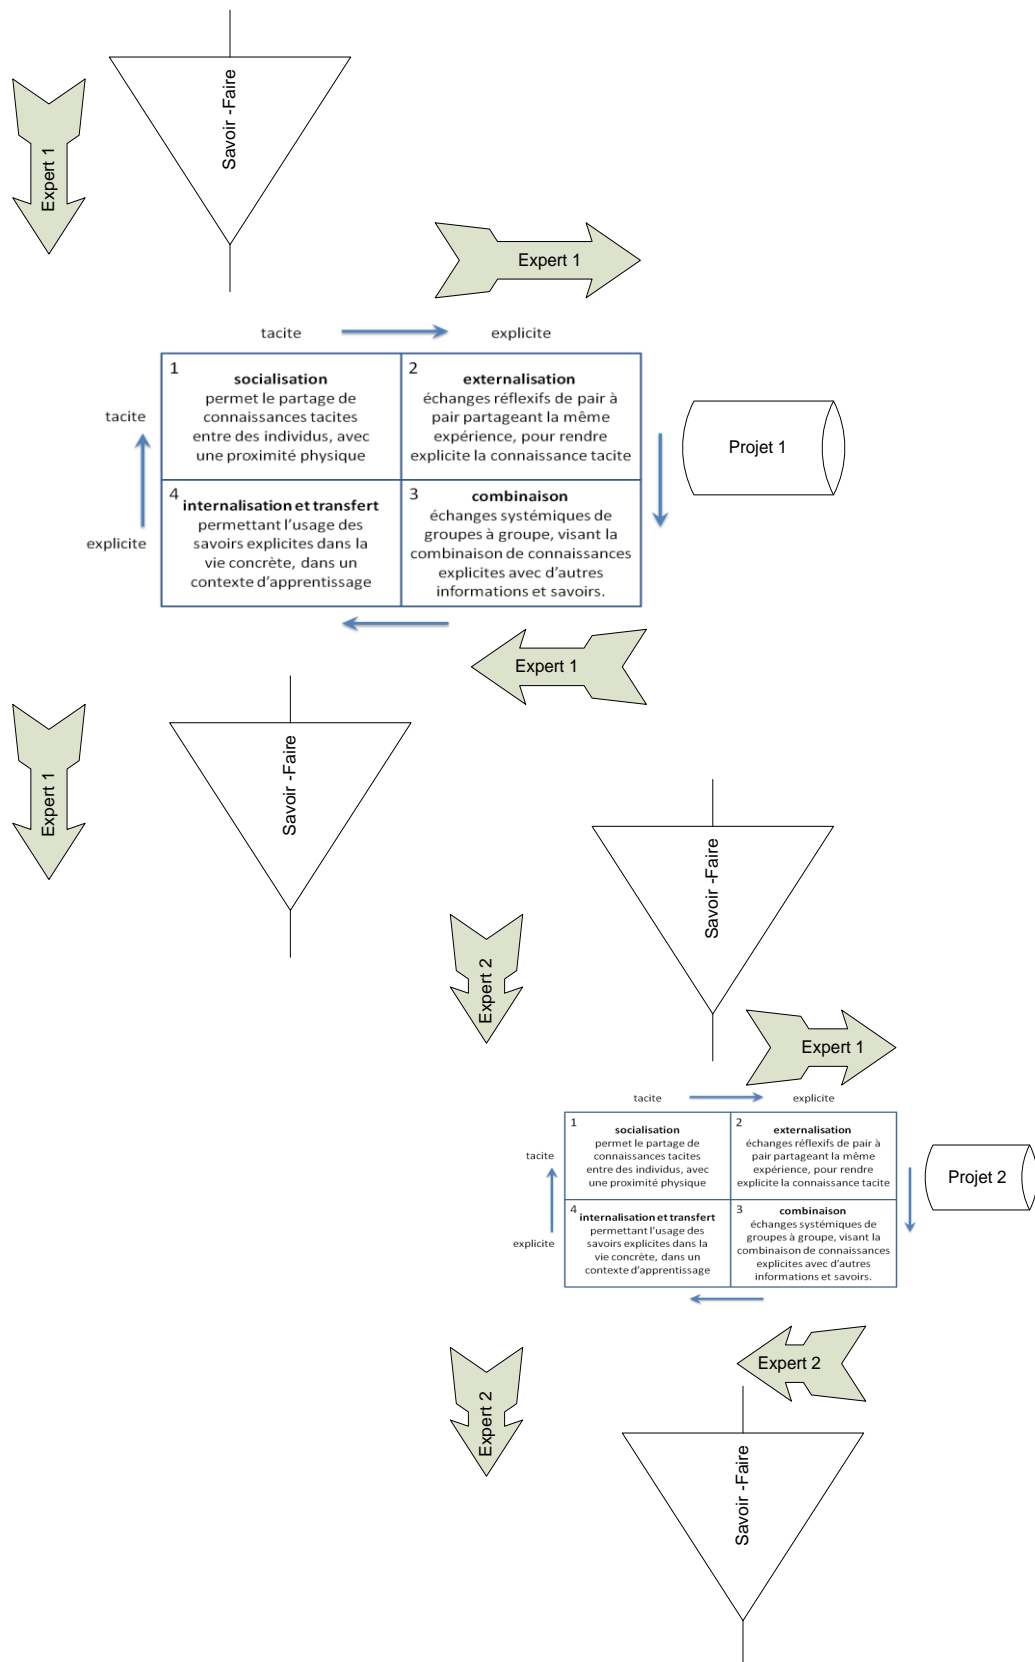 Savoir -Faire
Expert 1
Expert 1
tacite
explicite
tacite
explicite
1
socialisation
permet le partage de
connaissances tacites
entre des individus, avec
une proximité physique
2
externalisation
échanges réflexifs de pair à
pair partageant la même
expérience, pour rendre
explicite la connaissance tacite
Projet 1
4
internalisation et transfert
permettant l’usage des
savoirs explicites dans la
vie concrète, dans un
contexte d’apprentissage
3
combinaison
échanges systémiques de
groupes à groupe, visant la
combinaison de connaissances
explicites avec d’autres
informations et savoirs.
Expert 1
Expert 1
Savoir -Faire
Savoir -Faire
Expert 2
Expert 1
tacite
explicite
tacite
explicite
1
socialisation
permet le partage de
connaissances tacites
entre des individus, avec
une proximité physique
2
externalisation
échanges réflexifs de pair à
pair partageant la même
expérience, pour rendre
explicite la connaissance tacite
Projet 2
4
internalisation et transfert
permettant l’usage des
savoirs explicites dans la
vie concrète, dans un
contexte d’apprentissage
3
combinaison
échanges systémiques de
groupes à groupe, visant la
combinaison de connaissances
explicites avec d’autres
informations et savoirs.
Expert 2
Expert 2
Savoir -Faire